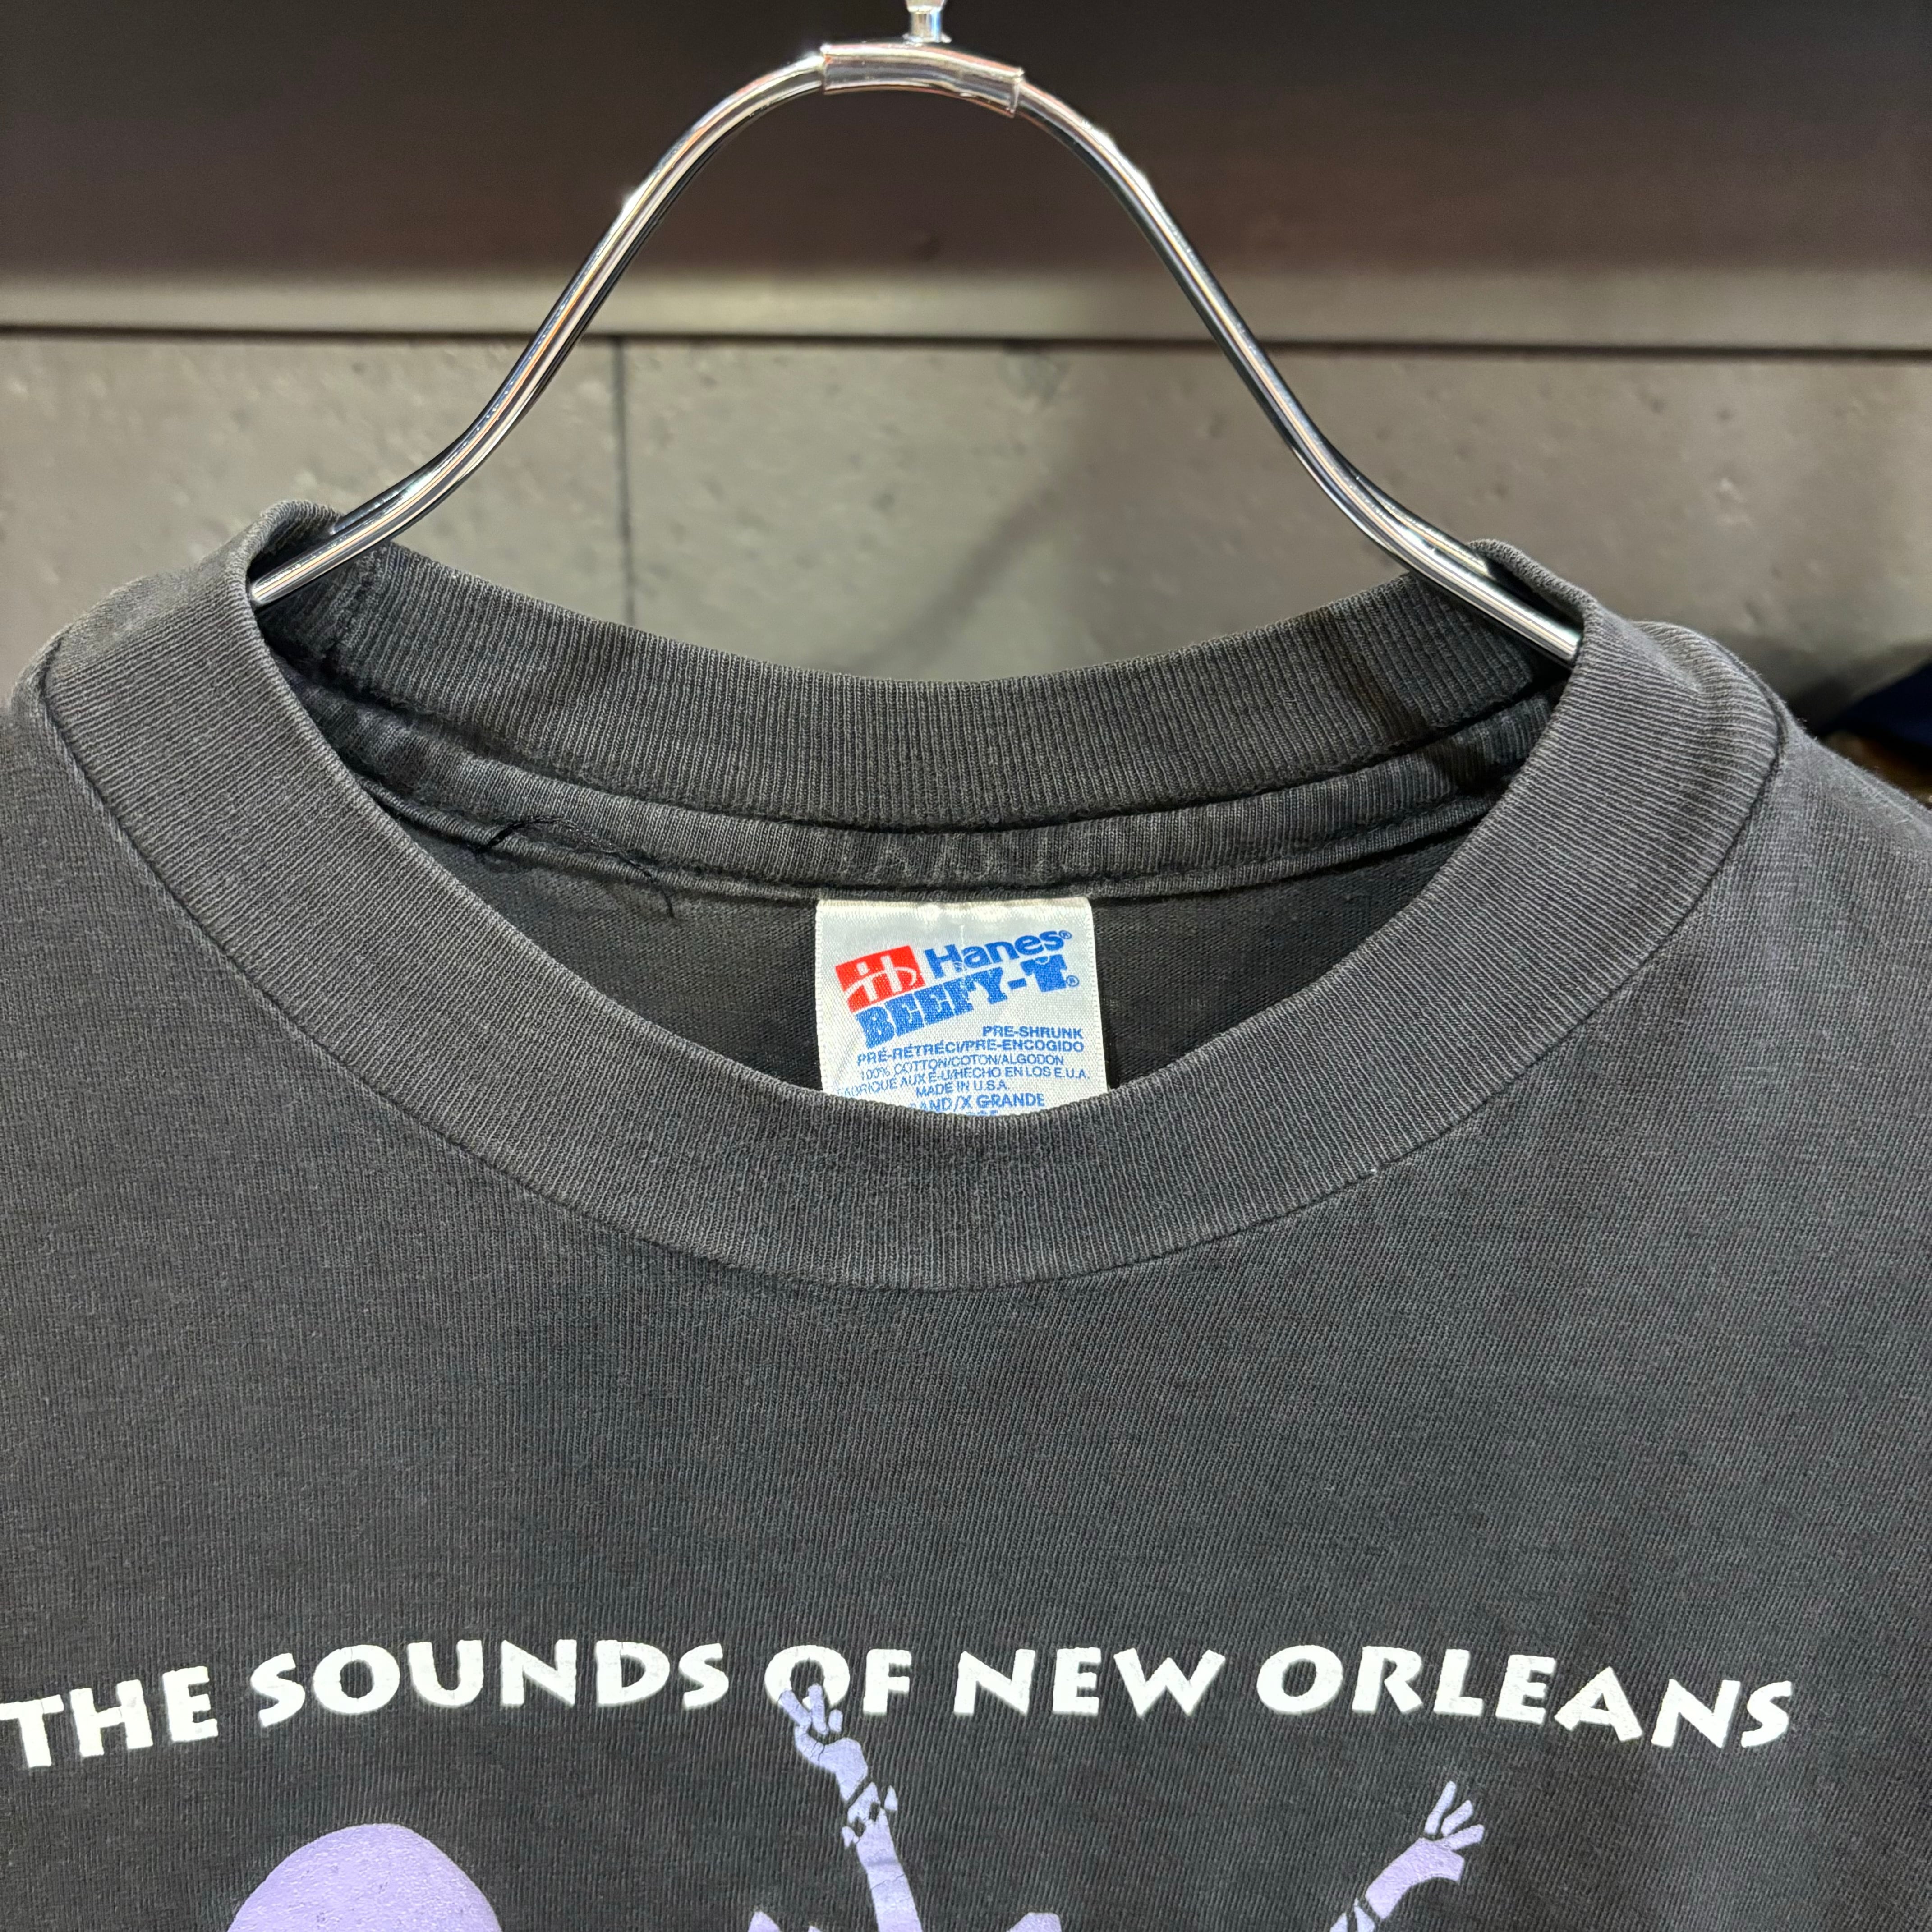 Hanes®
BEEFY-T®
PRE-SHRUNK
PRÉ-RÉTRÉCI/PRE-ENCOGIDO
100% COTTON/COTON/ALGODON
FABRIQUÉ AUX É-U/HECHO EN LOS E.U.A.
MADE IN U.S.A.
/X GRANDE
THE SOUNDS OF NEW ORLEANS